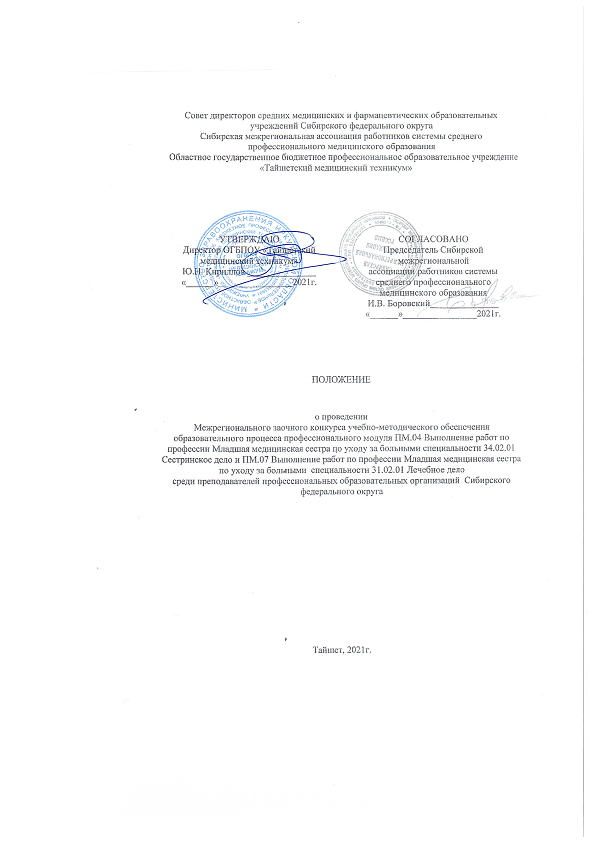 Совет директоров средних медицинских и фармацевтических образовательных
учреждений Сибирского федерального округа
Сибирская межрегиональная ассоциация работников системы среднего
профессионального медицинского образования
Областное государственное бюджетное профессиональное образовательное учреждение
«Тайшетский медицинский техникум»
УТВЕРЖДАЮ
Директор ОГБПОУ «Тайшетский
медицинский техникум»
Ю.Н. Кириллов
«______» ________________2021г.
СОГЛАСОВАНО
Председатель Сибирской
межрегиональной
ассоциации работников системы
среднего профессионального
медицинского образования
И.В. Боровский_______________
«______»________________2021г.
ПОЛОЖЕНИЕ
о проведении
Межрегионального заочного конкурса учебно-методического обеспечения
образовательного процесса профессионального модуля ПМ.04 Выполнение работ по
профессии Младшая медицинская сестра по уходу за больными специальности 34.02.01
Сестринское дело и ПМ.07 Выполнение работ по профессии Младшая медицинская сестра
по уходу за больными специальности 31.02.01 Лечебное дело
среди преподавателей профессиональных образовательных организаций Сибирского
федерального округа
Тайшет, 2021г.